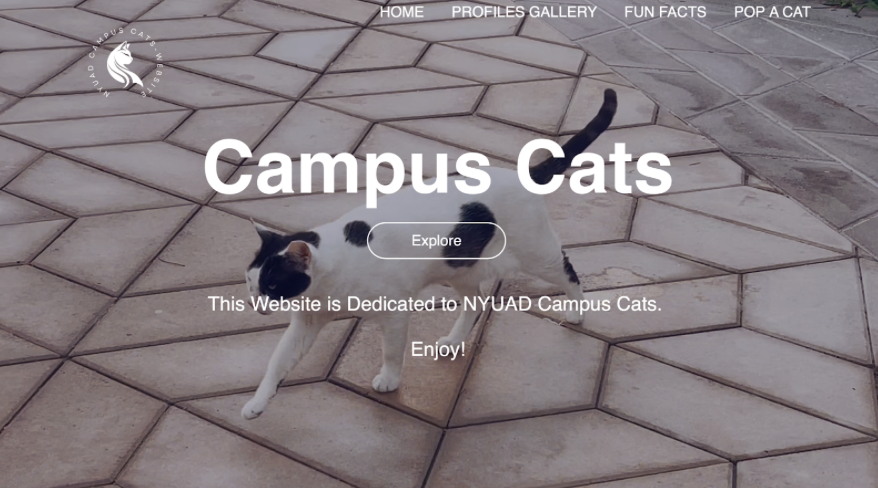 HOME PROFILES GALLERY FUN FACTS POP A CAT
NYUAD CAMPUS CATS-WEBSITE
Campus Cats
Explore
This Website is Dedicated to NYUAD Campus Cats.
Enjoy!